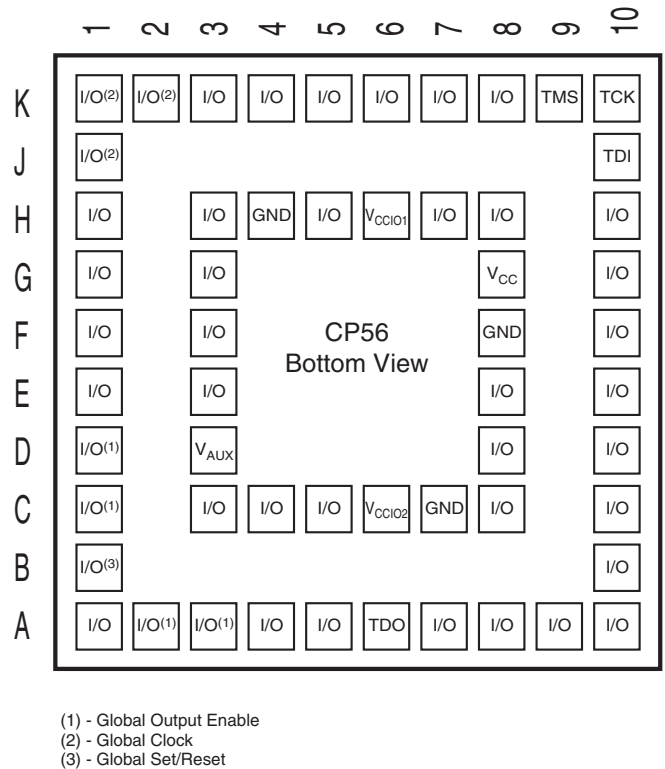 1 2 3 4 5 6 7 8 9 10
K I/O(2) I/O(2) I/O I/O I/O I/O I/O I/O TMS TCK
J I/O(2) TDI
H I/O I/O GND I/O VCCIO1 I/O I/O I/O
G I/O I/O VCC I/O
F I/O I/O CP56 GND I/O
Bottom View
E I/O I/O I/O I/O
D I/O(1) VAUX I/O I/O
C I/O(1) I/O I/O I/O VCCIO2 GND I/O I/O
B I/O(3) I/O
A I/O I/O(1) I/O(1) I/O I/O TDO I/O I/O I/O I/O
(1) - Global Output Enable
(2) - Global Clock
(3) - Global Set/Reset